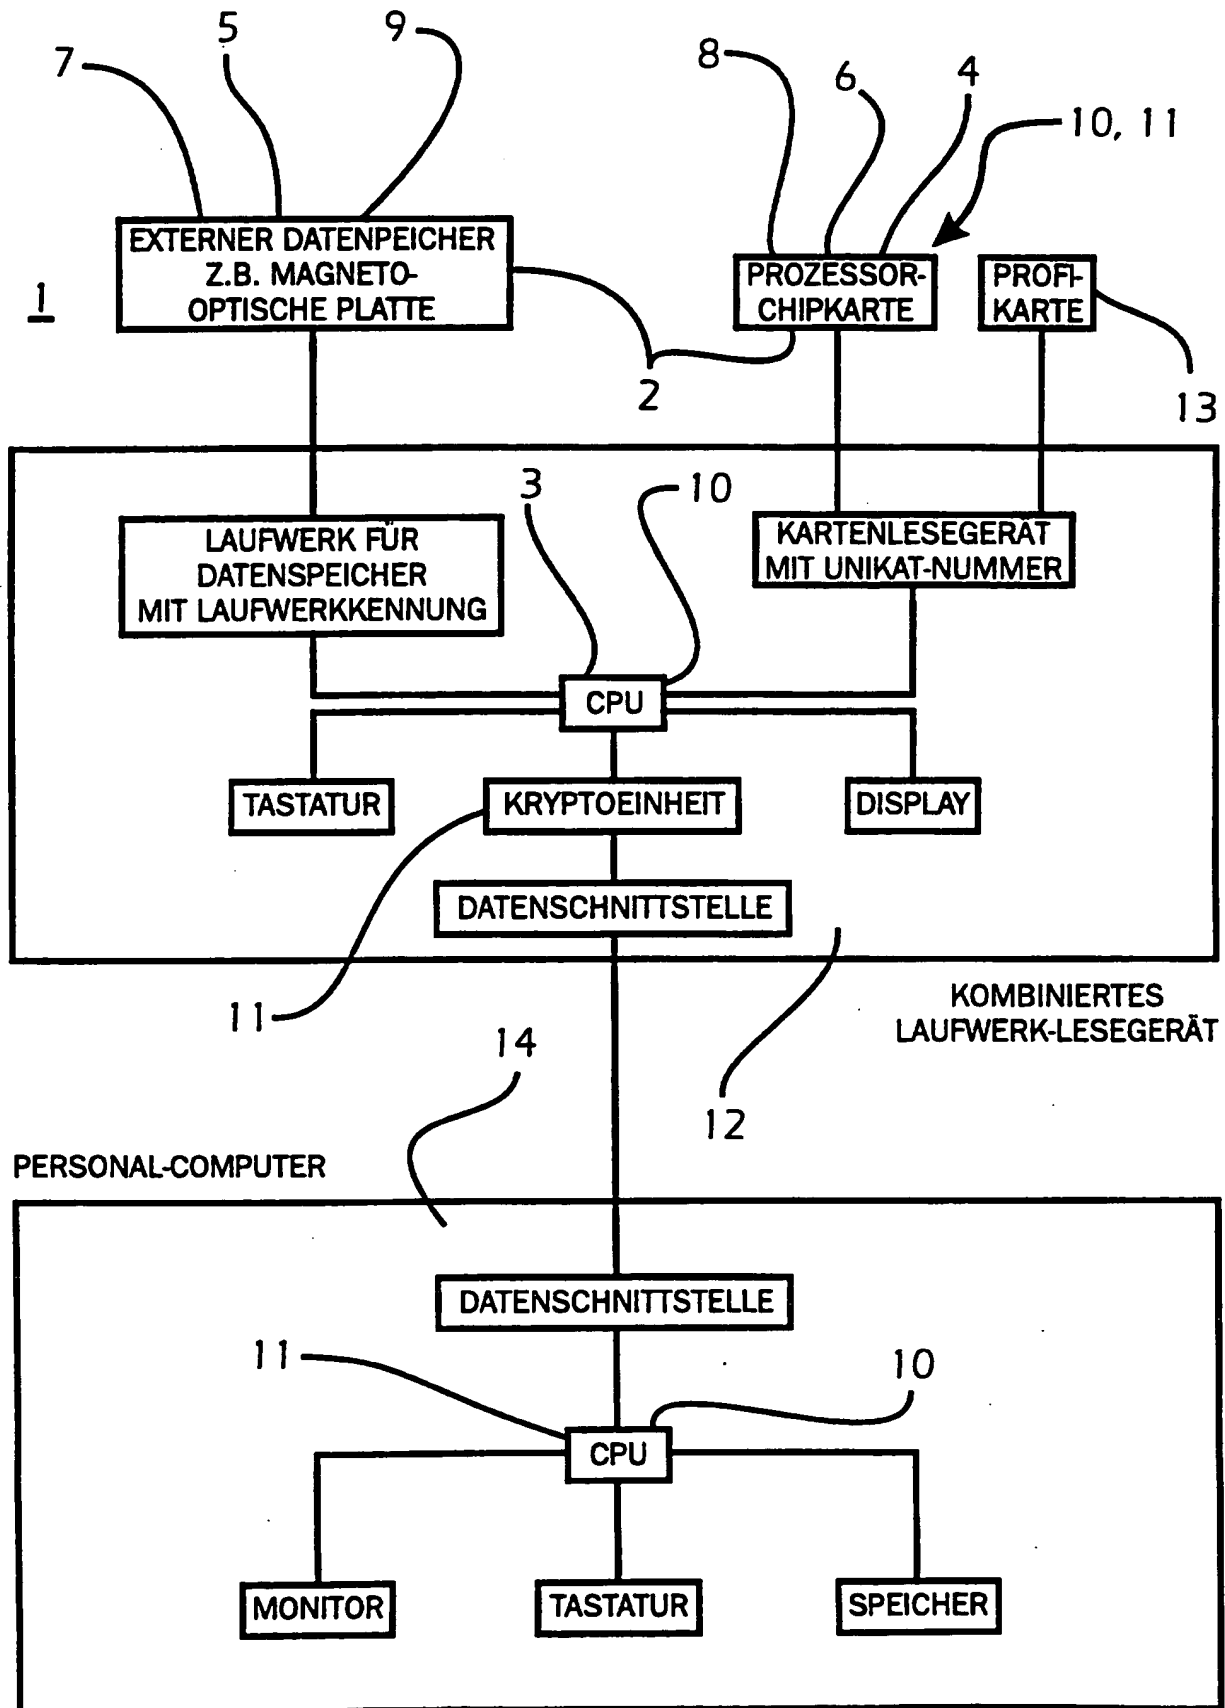 7
5
9
8
6
4
10, 11
EXTERNER DATENPEICHER
Z.B. MAGNETO-
OPTISCHE PLATTE
PROZESSOR-
CHIPKARTE
PROFI-
KARTE
1
2
13
3
10
LAUFWERK FÜR
DATENSPEICHER
MIT LAUFWERKKENNUNG
KARTENLESEGERÄT
MIT UNIKAT-NUMMER
CPU
TASTATUR
KRYPTOEINHEIT
DISPLAY
DATENSCHNITTSTELLE
11
KOMBINIERTES
LAUFWERK-LESEGERÄT
14
12
PERSONAL-COMPUTER
DATENSCHNITTSTELLE
11
10
CPU
MONITOR
TASTATUR
SPEICHER